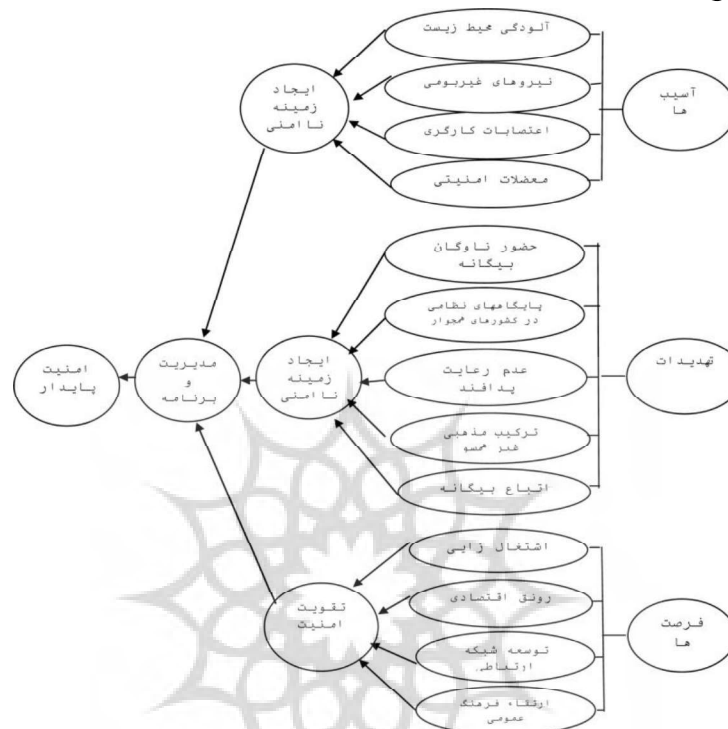 آسیب
ها
آلودگی محیط زیست
نیروهای غیربومی
اعتصابات کارگری
معضلات امنیتی
ایجاد
زمینه
ناامنی
تهدیدات
حضور ناوگان
بیگانه
پایگاههای نظامی
در کشورهای همجوار
عدم رعایت
پدافند
ترکیب مذهبی
غیر همسو
اتباع بیگانه
ایجاد
زمینه
ناامنی
مدیریت
و
برنامه
امنیت
پایدار
فرصت
ها
اشتغال زایی
رونق اقتصادی
توسعه شبکه
ارتباطی
ارتقاء فرهنگ
عمومی
تقویت
امنیت